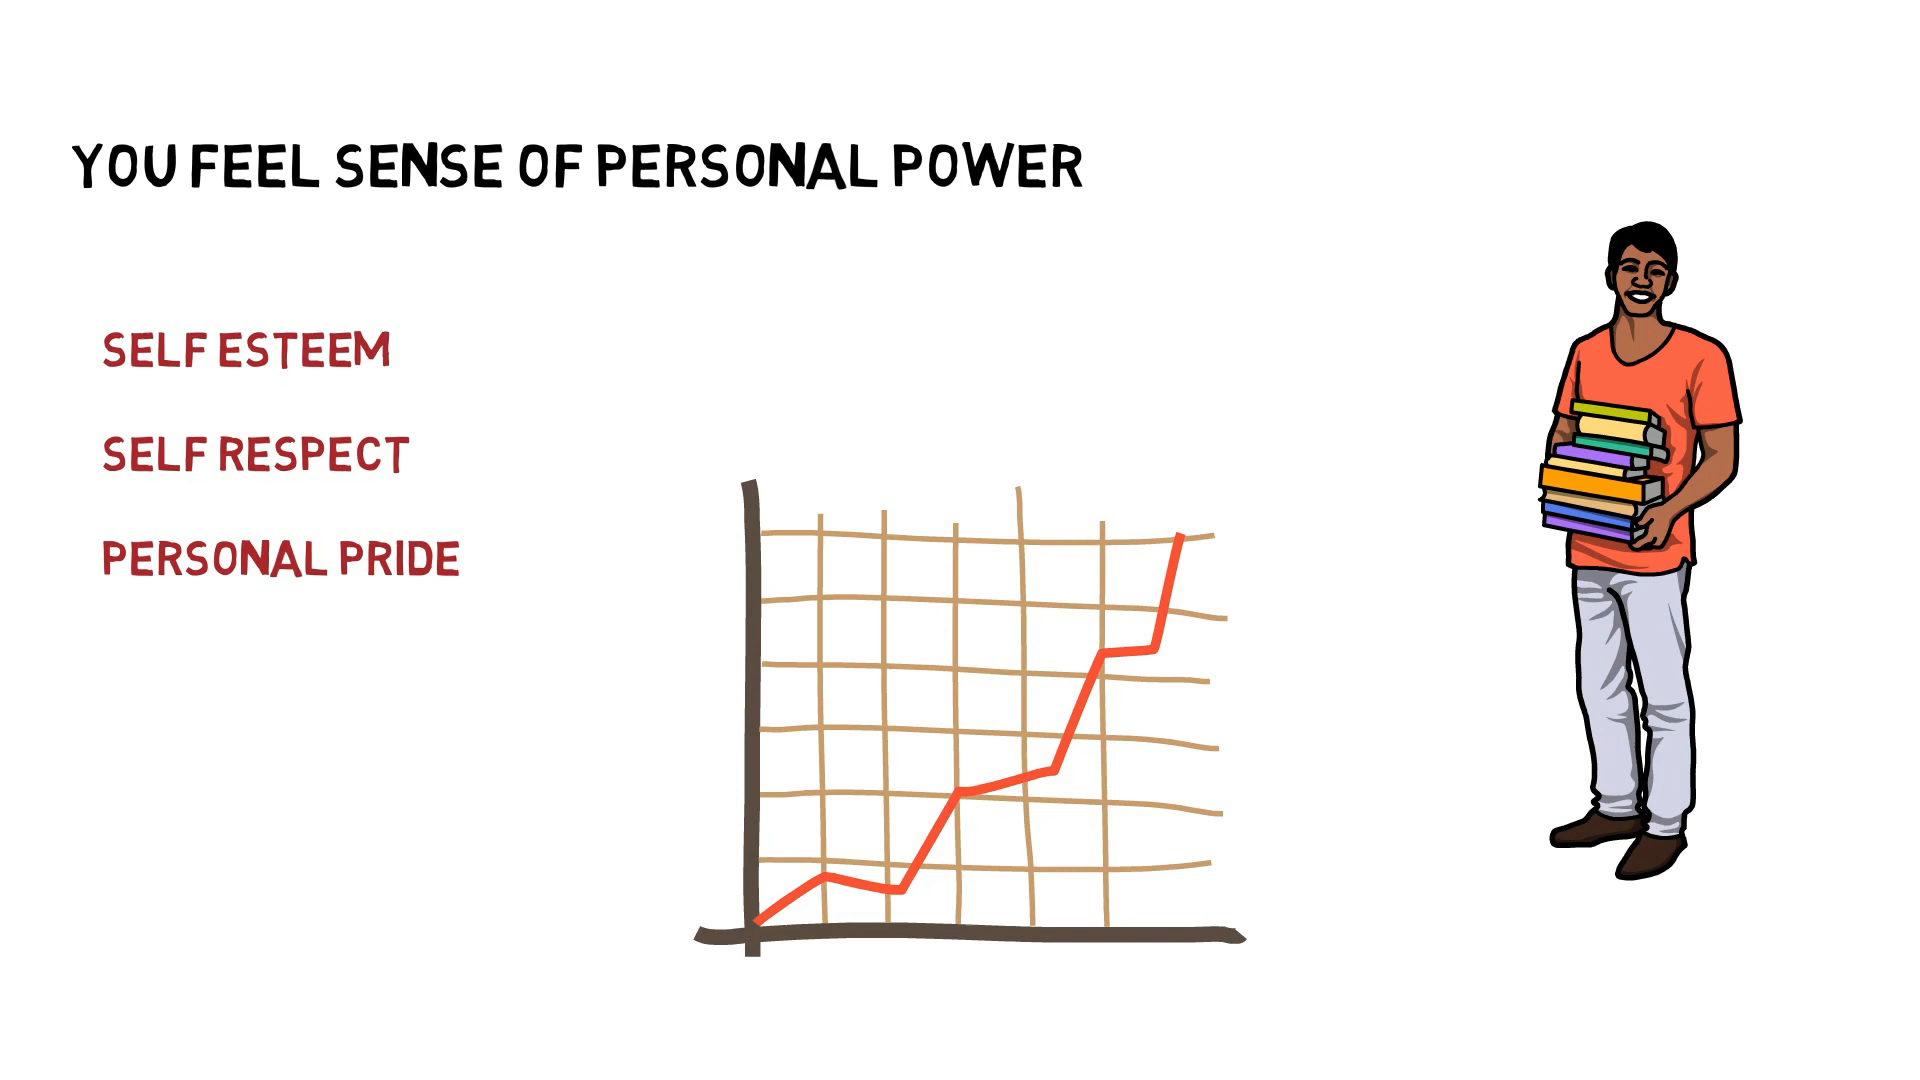 YOU FEEL SENSE OF PERSONAL POWER
SELF ESTEEM
SELF RESPECT
PERSONAL PRIDE